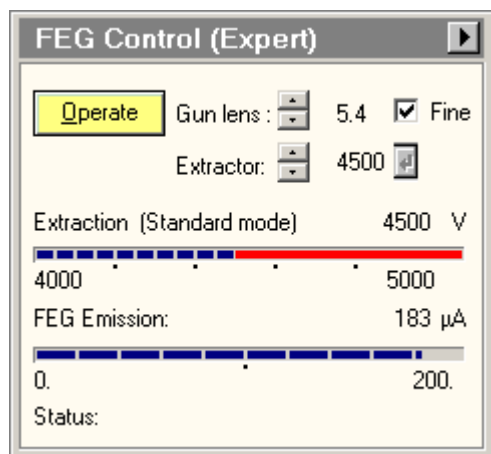 FEG Control (Expert)
Operate Gun lens : 5.4 Fine
Extractor: 4500
Extraction (Standard mode) 4500 V
4000 5000
FEG Emission: 183 µA
0. 200.
Status: